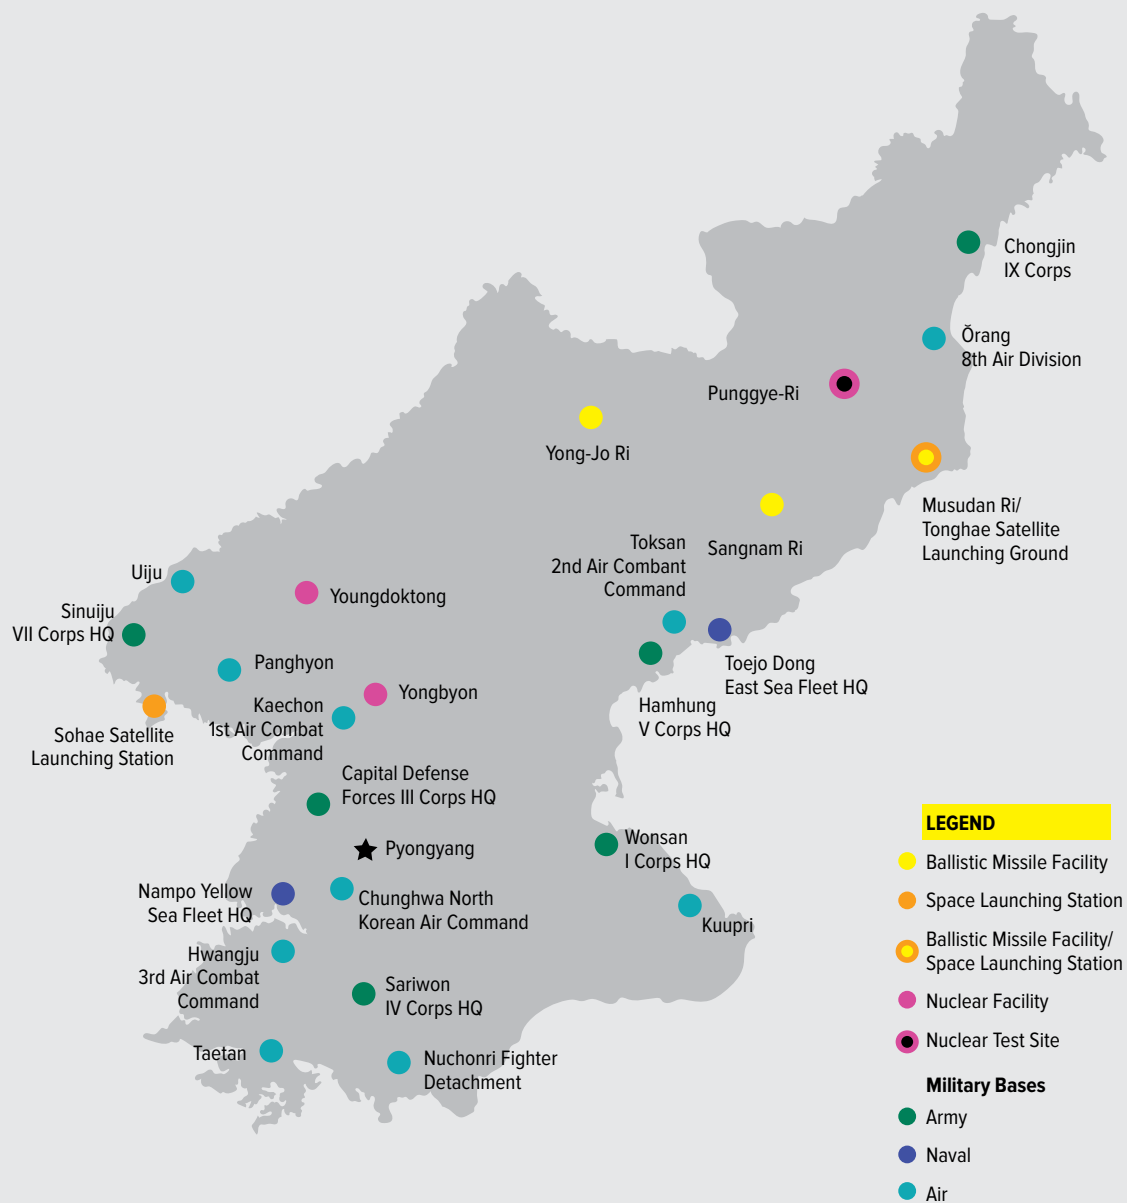 Chongjin
IX Corps
Ŏrang
8th Air Division
Punggye-Ri
Yong-Jo Ri
Musudan Ri/
Tonghae Satellite
Launching Ground
Sangnam Ri
Toksan
2nd Air Combant
Command
Uiju
Youngdoktong
Sinuiju
VII Corps HQ
Toejo Dong
East Sea Fleet HQ
Panghyon
Yongbyon
Hamhung
V Corps HQ
Kaechon
1st Air Combat
Command
Sohae Satellite
Launching Station
Capital Defense
Forces III Corps HQ
Pyongyang
Wonsan
I Corps HQ
Nampo Yellow
Sea Fleet HQ
Chunghwa North
Korean Air Command
Kuupri
Hwangju
3rd Air Combat
Command
Sariwon
IV Corps HQ
Taetan
Nuchonri Fighter
Detachment
LEGEND
Ballistic Missile Facility
Space Launching Station
Ballistic Missile Facility/
Space Launching Station
Nuclear Facility
Nuclear Test Site
Military Bases
Army
Naval
Air